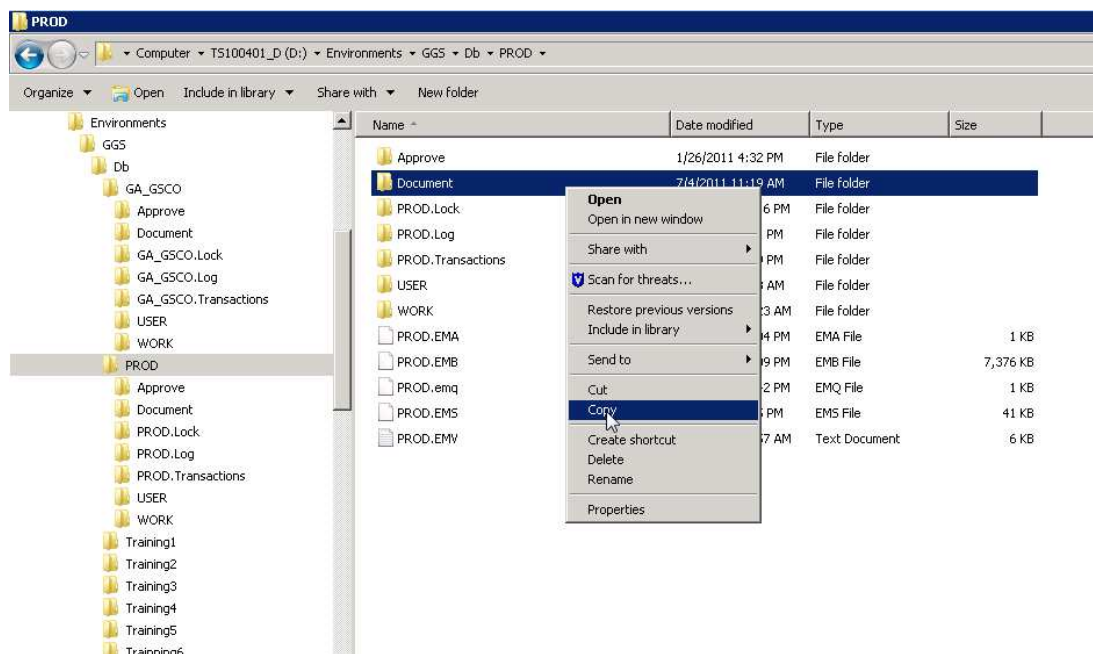 PROD
Computer TS100401_D (D:) Environments GGS Db PROD
Organize Open Include in library Share with New folder
Environments
GGS
Db
GA_GSCO
Approve
Document
GA_GSCO.Lock
GA_GSCO.Log
GA_GSCO.Transactions
USER
WORK
PROD
Approve
Document
PROD.Lock
PROD.Log
PROD.Transactions
USER
WORK
Training1
Training2
Training3
Training4
Training5
Trainning6
Name Date modified Type Size
Approve 1/26/2011 4:32 PM File folder
Document 7/4/2011 11:19 AM File folder
PROD.Lock 6 PM File folder
PROD.Log PM File folder
PROD.Transactions PM File folder
USER AM File folder
WORK 3 AM File folder
PROD.EMA 4 PM EMA File 1 KB
PROD.EMB 9 PM EMB File 7,376 KB
PROD.emq 2 PM EMQ File 1 KB
PROD.EMS PM EMS File 41 KB
PROD.EMV 7 AM Text Document 6 KB
Open
Open in new window
Share with
Scan for threats...
Restore previous versions
Include in library
Send to
Cut
Copy
Create shortcut
Delete
Rename
Properties